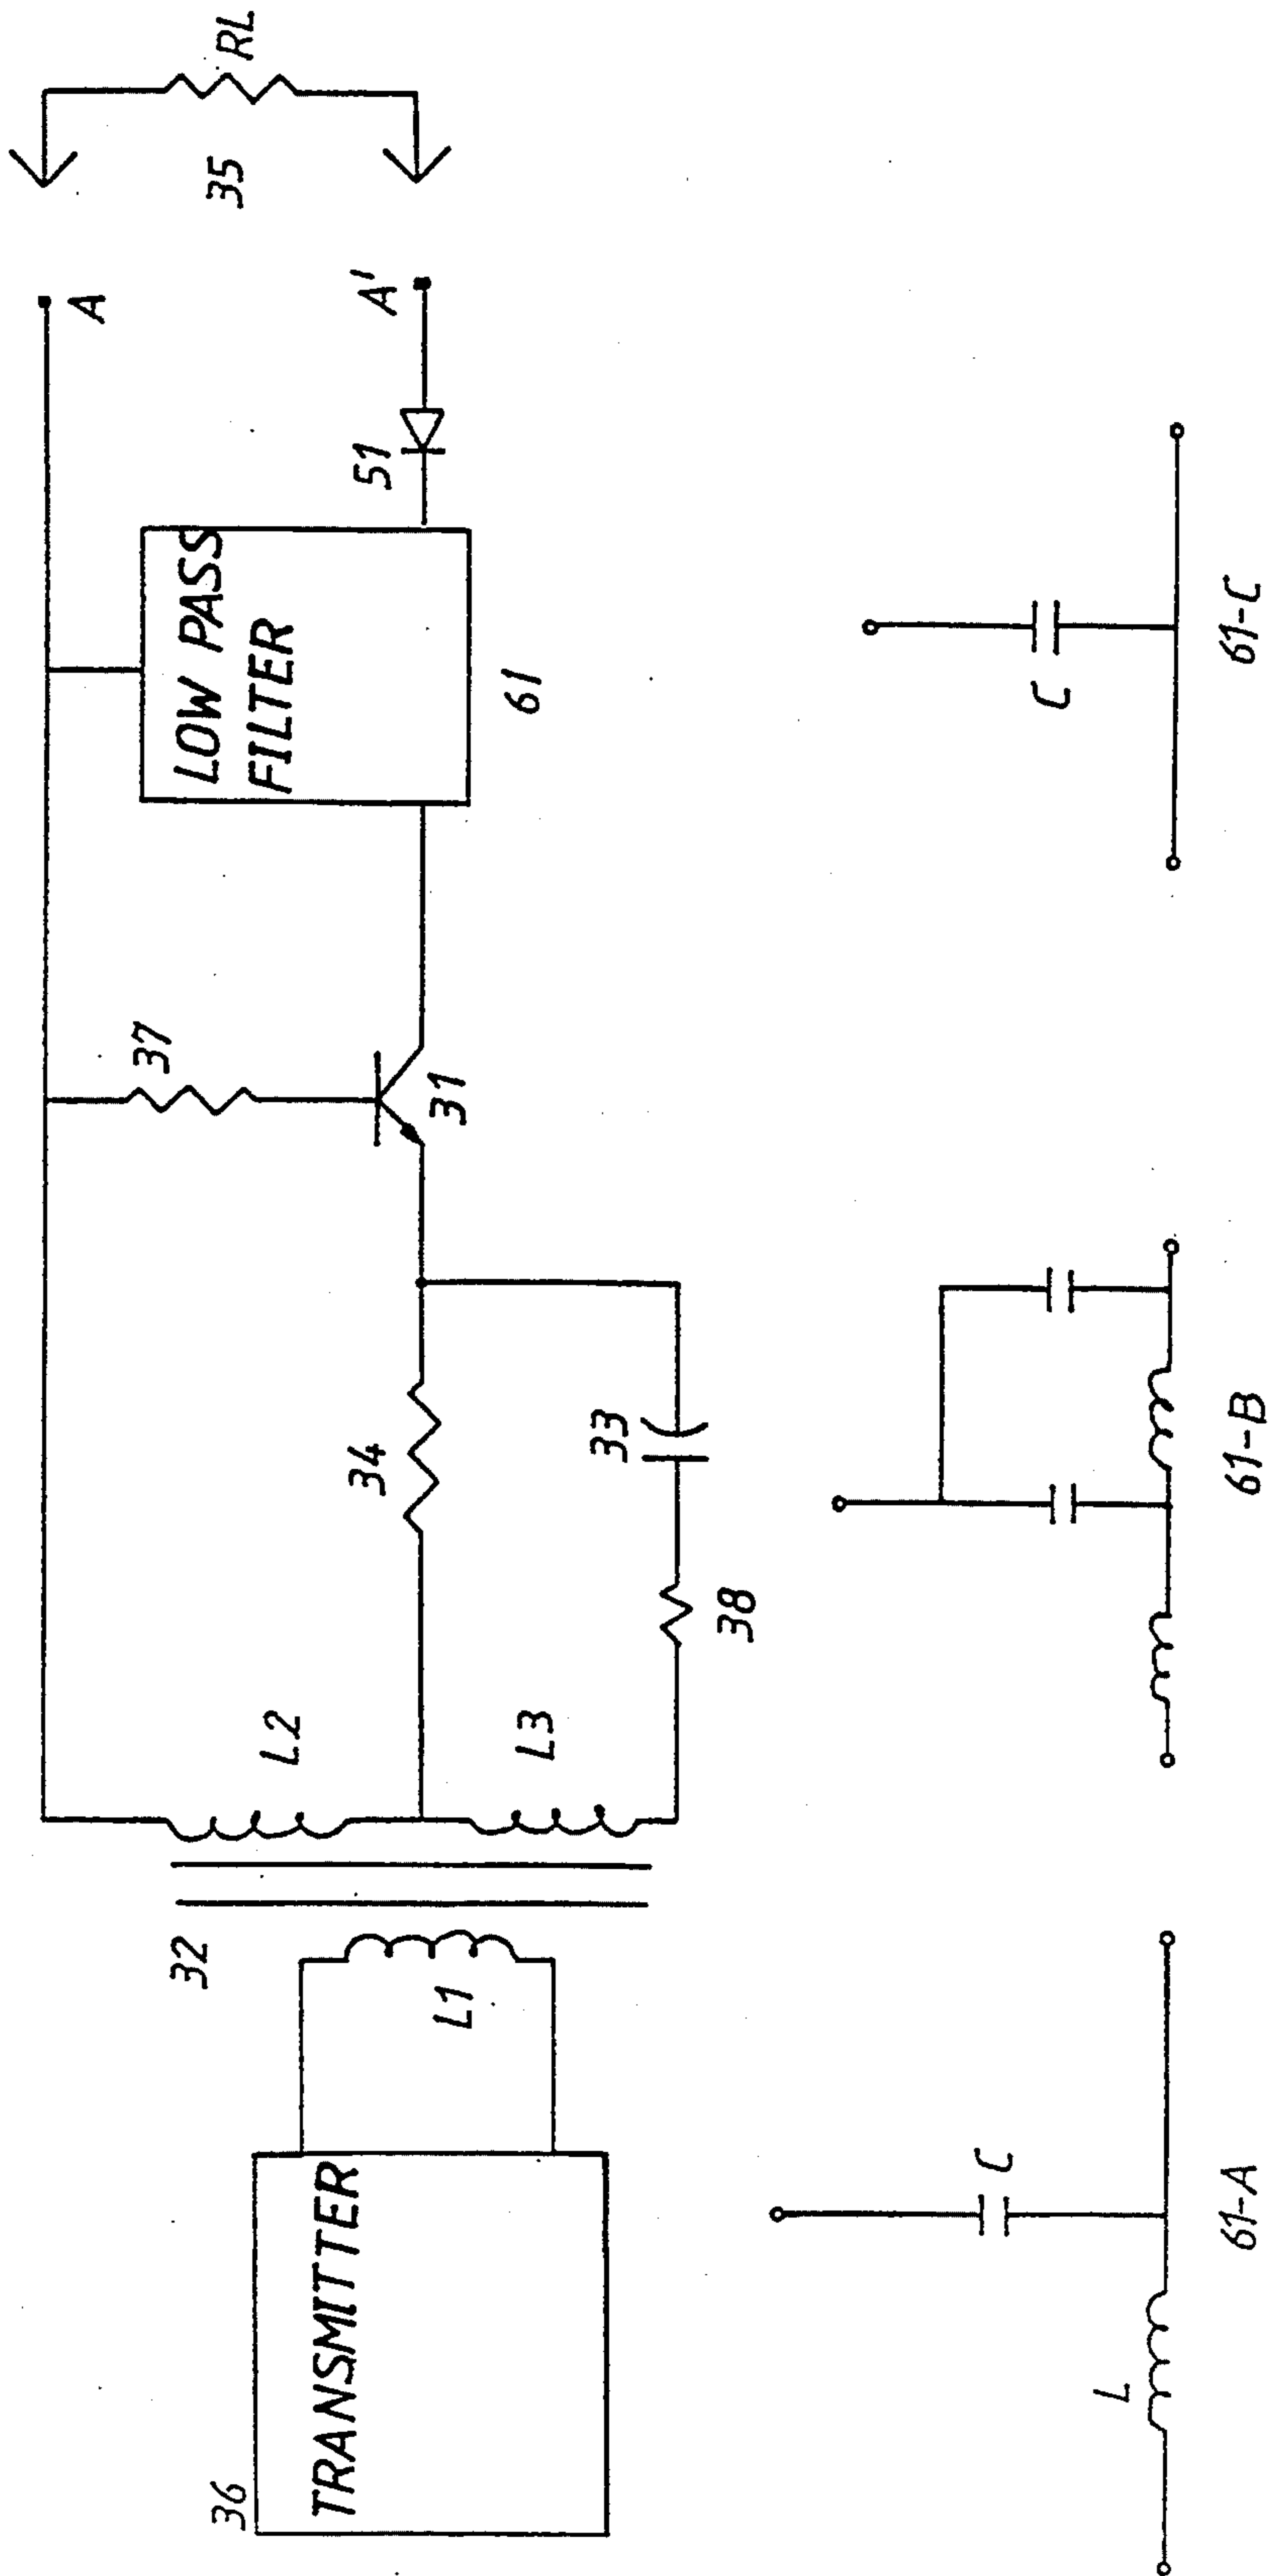 36
TRANSMITTER
32
L1
L2
L3
34
38
33
37
31
LOW PASS
FILTER
61
51
A
A'
35
RL
L
C
61-A
61-B
C
61-C